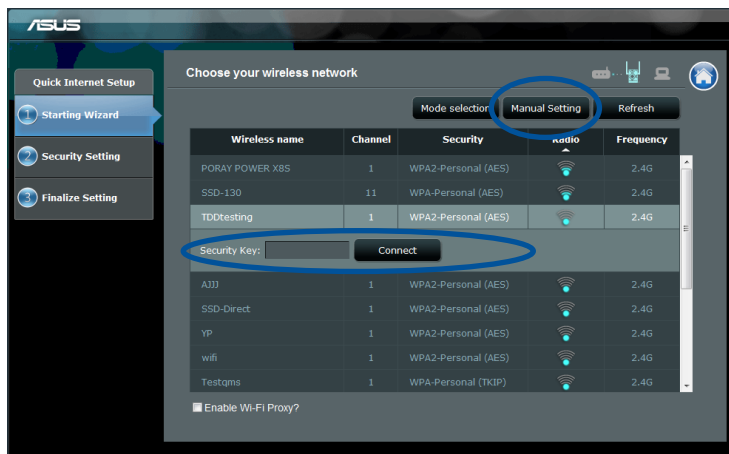 ASUS
Quick Internet Setup
1 Starting Wizard
2 Security Setting
3 Finalize Setting
Choose your wireless network
Mode selection Manual Setting Refresh
Wireless name Channel Security Radio Frequency
PORAY POWER X8S 1 WPA2-Personal (AES) 2.4G
SSD-130 11 WPA-Personal (AES) 2.4G
TDDtesting 1 WPA2-Personal (AES) 2.4G
Security Key: Connect
AJJJ 1 WPA2-Personal (AES) 2.4G
SSD-Direct 1 WPA2-Personal (AES) 2.4G
YP 1 WPA2-Personal (AES) 2.4G
wifi 1 WPA2-Personal (AES) 2.4G
Testqms 1 WPA-Personal (TKIP) 2.4G
Enable Wi-Fi Proxy?